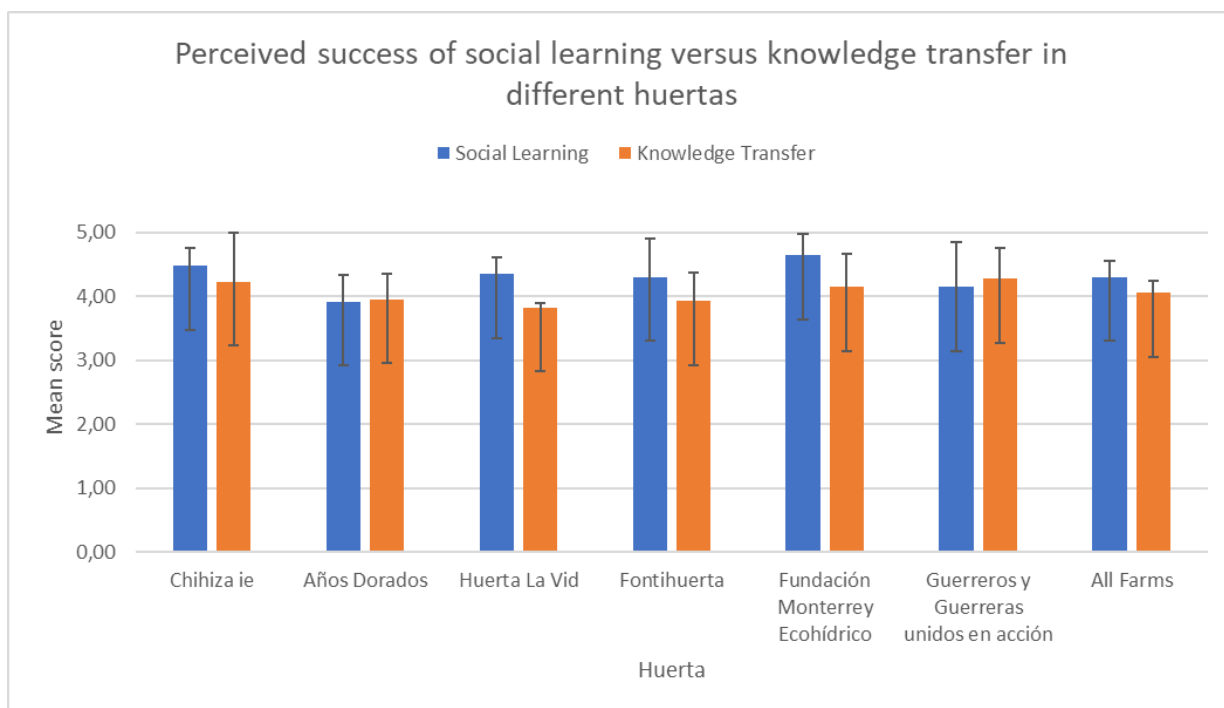 Perceived success of social learning versus knowledge transfer in
different huertas
Social Learning Knowledge Transfer
Mean score
5,00
4,00
3,00
2,00
1,00
0,00
Chihiza ie Años Dorados Huerta La Vid Fontihuerta Fundación Guerreros y All Farms
Monterrey Guerreras
Ecohídrico unidos en acción
Huerta